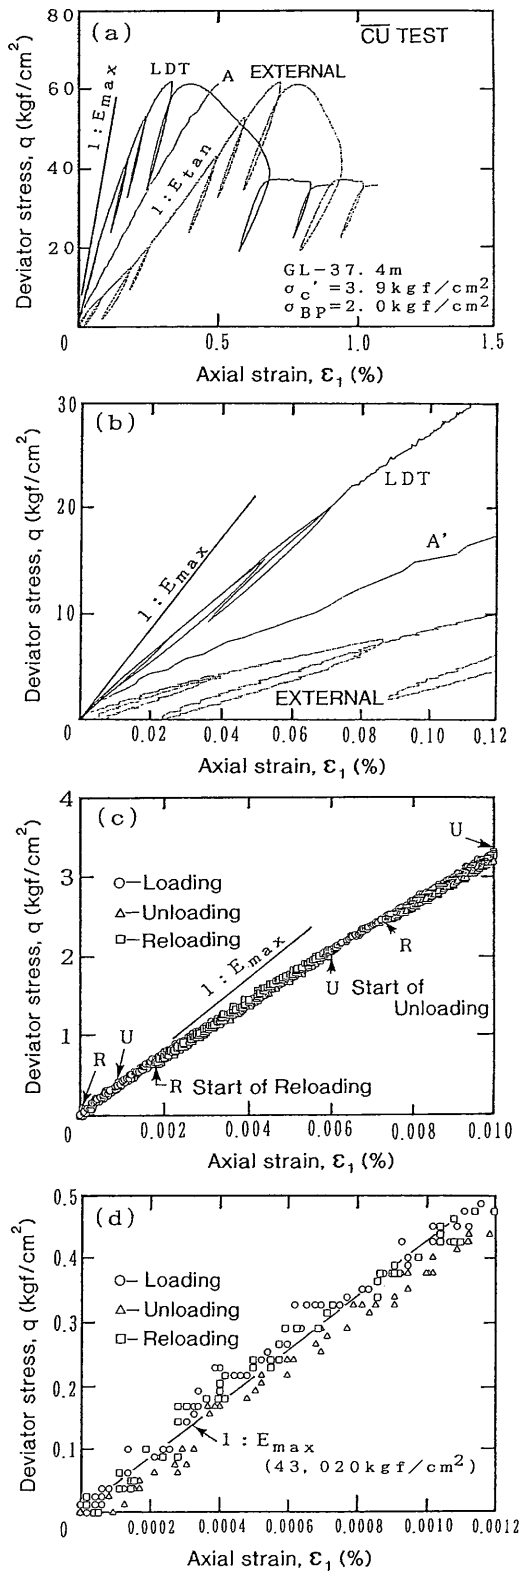 (a)
C̅U̅ TEST
LDT
A
EXTERNAL
1:Emax
1:Etan
GL-37.4m
σc'=3.9kgf/cm2
σBP=2.0kgf/cm2
80
60
40
20
0
0
0.5
1.0
1.5
Deviator stress, q (kgf/cm²)
Axial strain, ε1 (%)
(b)
30
20
10
0
LDT
A'
1:Emax
EXTERNAL
0
0.02
0.04
0.06
0.08
0.10
0.12
Deviator stress, q (kgf/cm²)
Axial strain, ε1 (%)
(c)
4
3
2
1
0
U
○-Loading
△-Unloading
□-Reloading
1:Emax
R
U Start of
Unloading
R
U
R Start of Reloading
0
0.002
0.004
0.006
0.008
0.010
Deviator stress, q (kgf/cm²)
Axial strain, ε1 (%)
(d)
0.5
0.4
0.3
0.2
0.1
0
○- Loading
△-Unloading
□-Reloading
1:Emax
(43,020kgf/cm²)
0
0.0002
0.0004
0.0006
0.0008
0.0010
0.0012
Deviator stress, q (kgf/cm²)
Axial strain, ε1 (%)